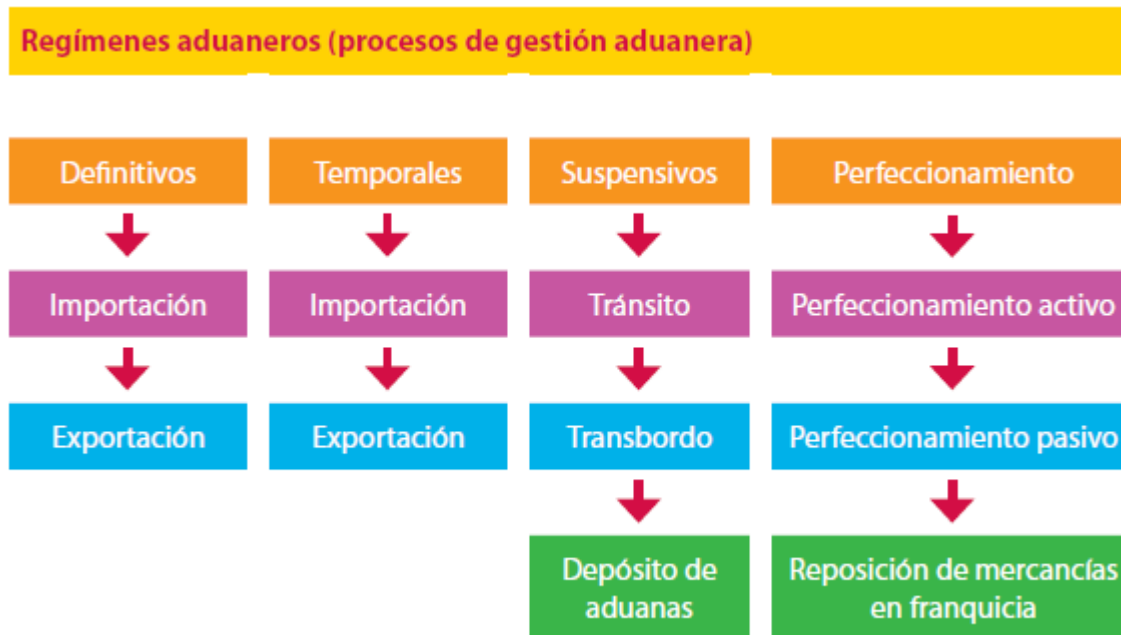 Regímenes aduaneros (procesos de gestión aduanera)
Definitivos
Temporales
Suspensivos
Perfeccionamiento
Importación
Importación
Tránsito
Perfeccionamiento activo
Exportación
Exportación
Transbordo
Perfeccionamiento pasivo
Depósito de
aduanas
Reposición de mercancías
en franquicia